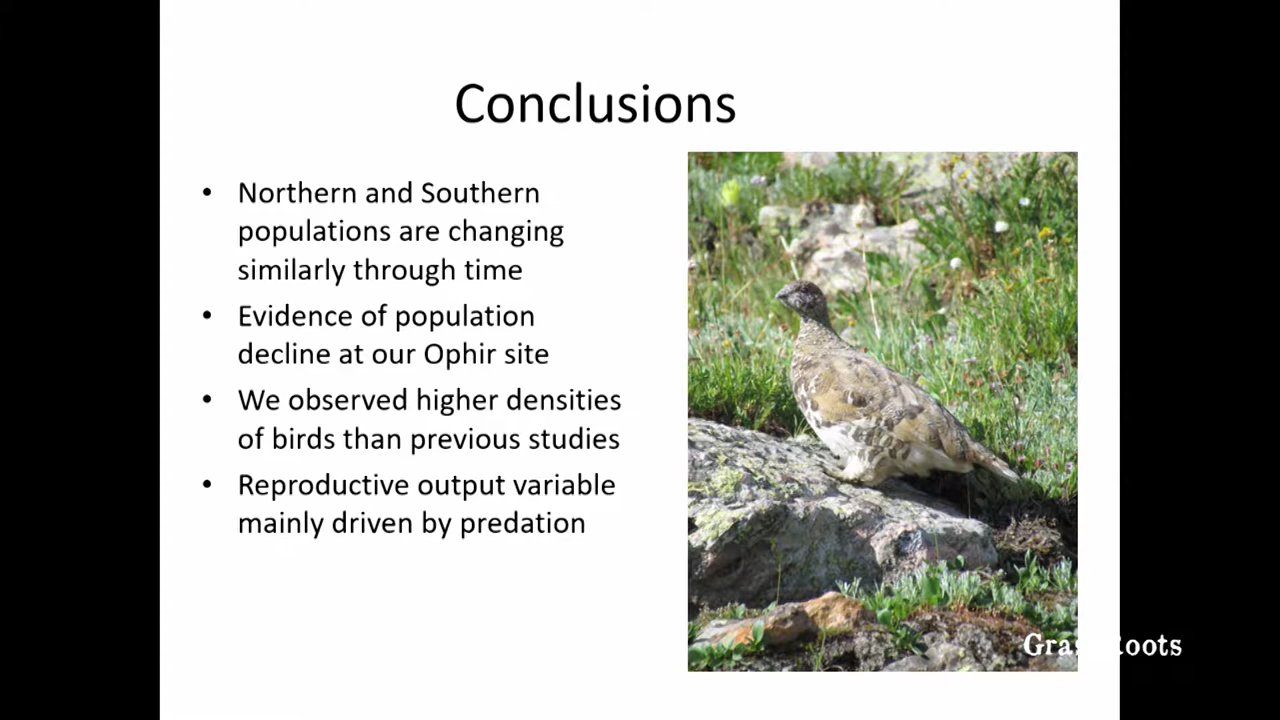 Conclusions
• Northern and Southern
populations are changing
similarly through time
• Evidence of population
decline at our Ophir site
• We observed higher densities
of birds than previous studies
• Reproductive output variable
mainly driven by predation